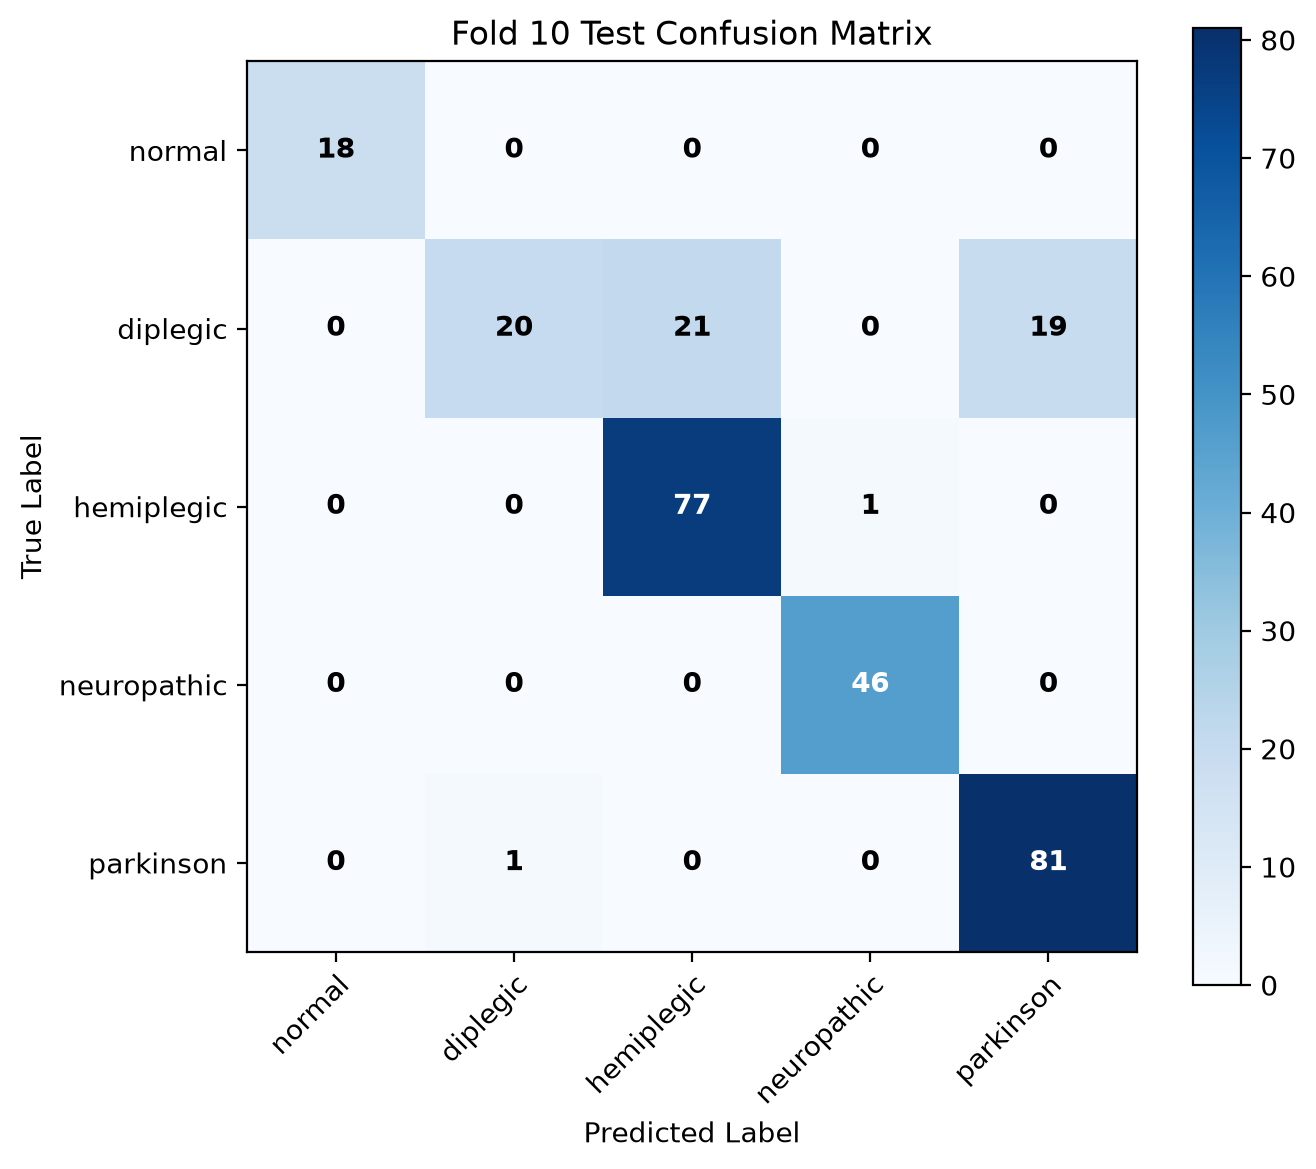 Fold 10 Test Confusion Matrix
True Label
normal 18 0 0 0 0
diplegic 0 20 21 0 19
hemiplegic 0 0 77 1 0
neuropathic 0 0 0 46 0
parkinson 0 1 0 0 81
normal diplegic hemiplegic neuropathic parkinson
Predicted Label
80
70
60
50
40
30
20
10
0